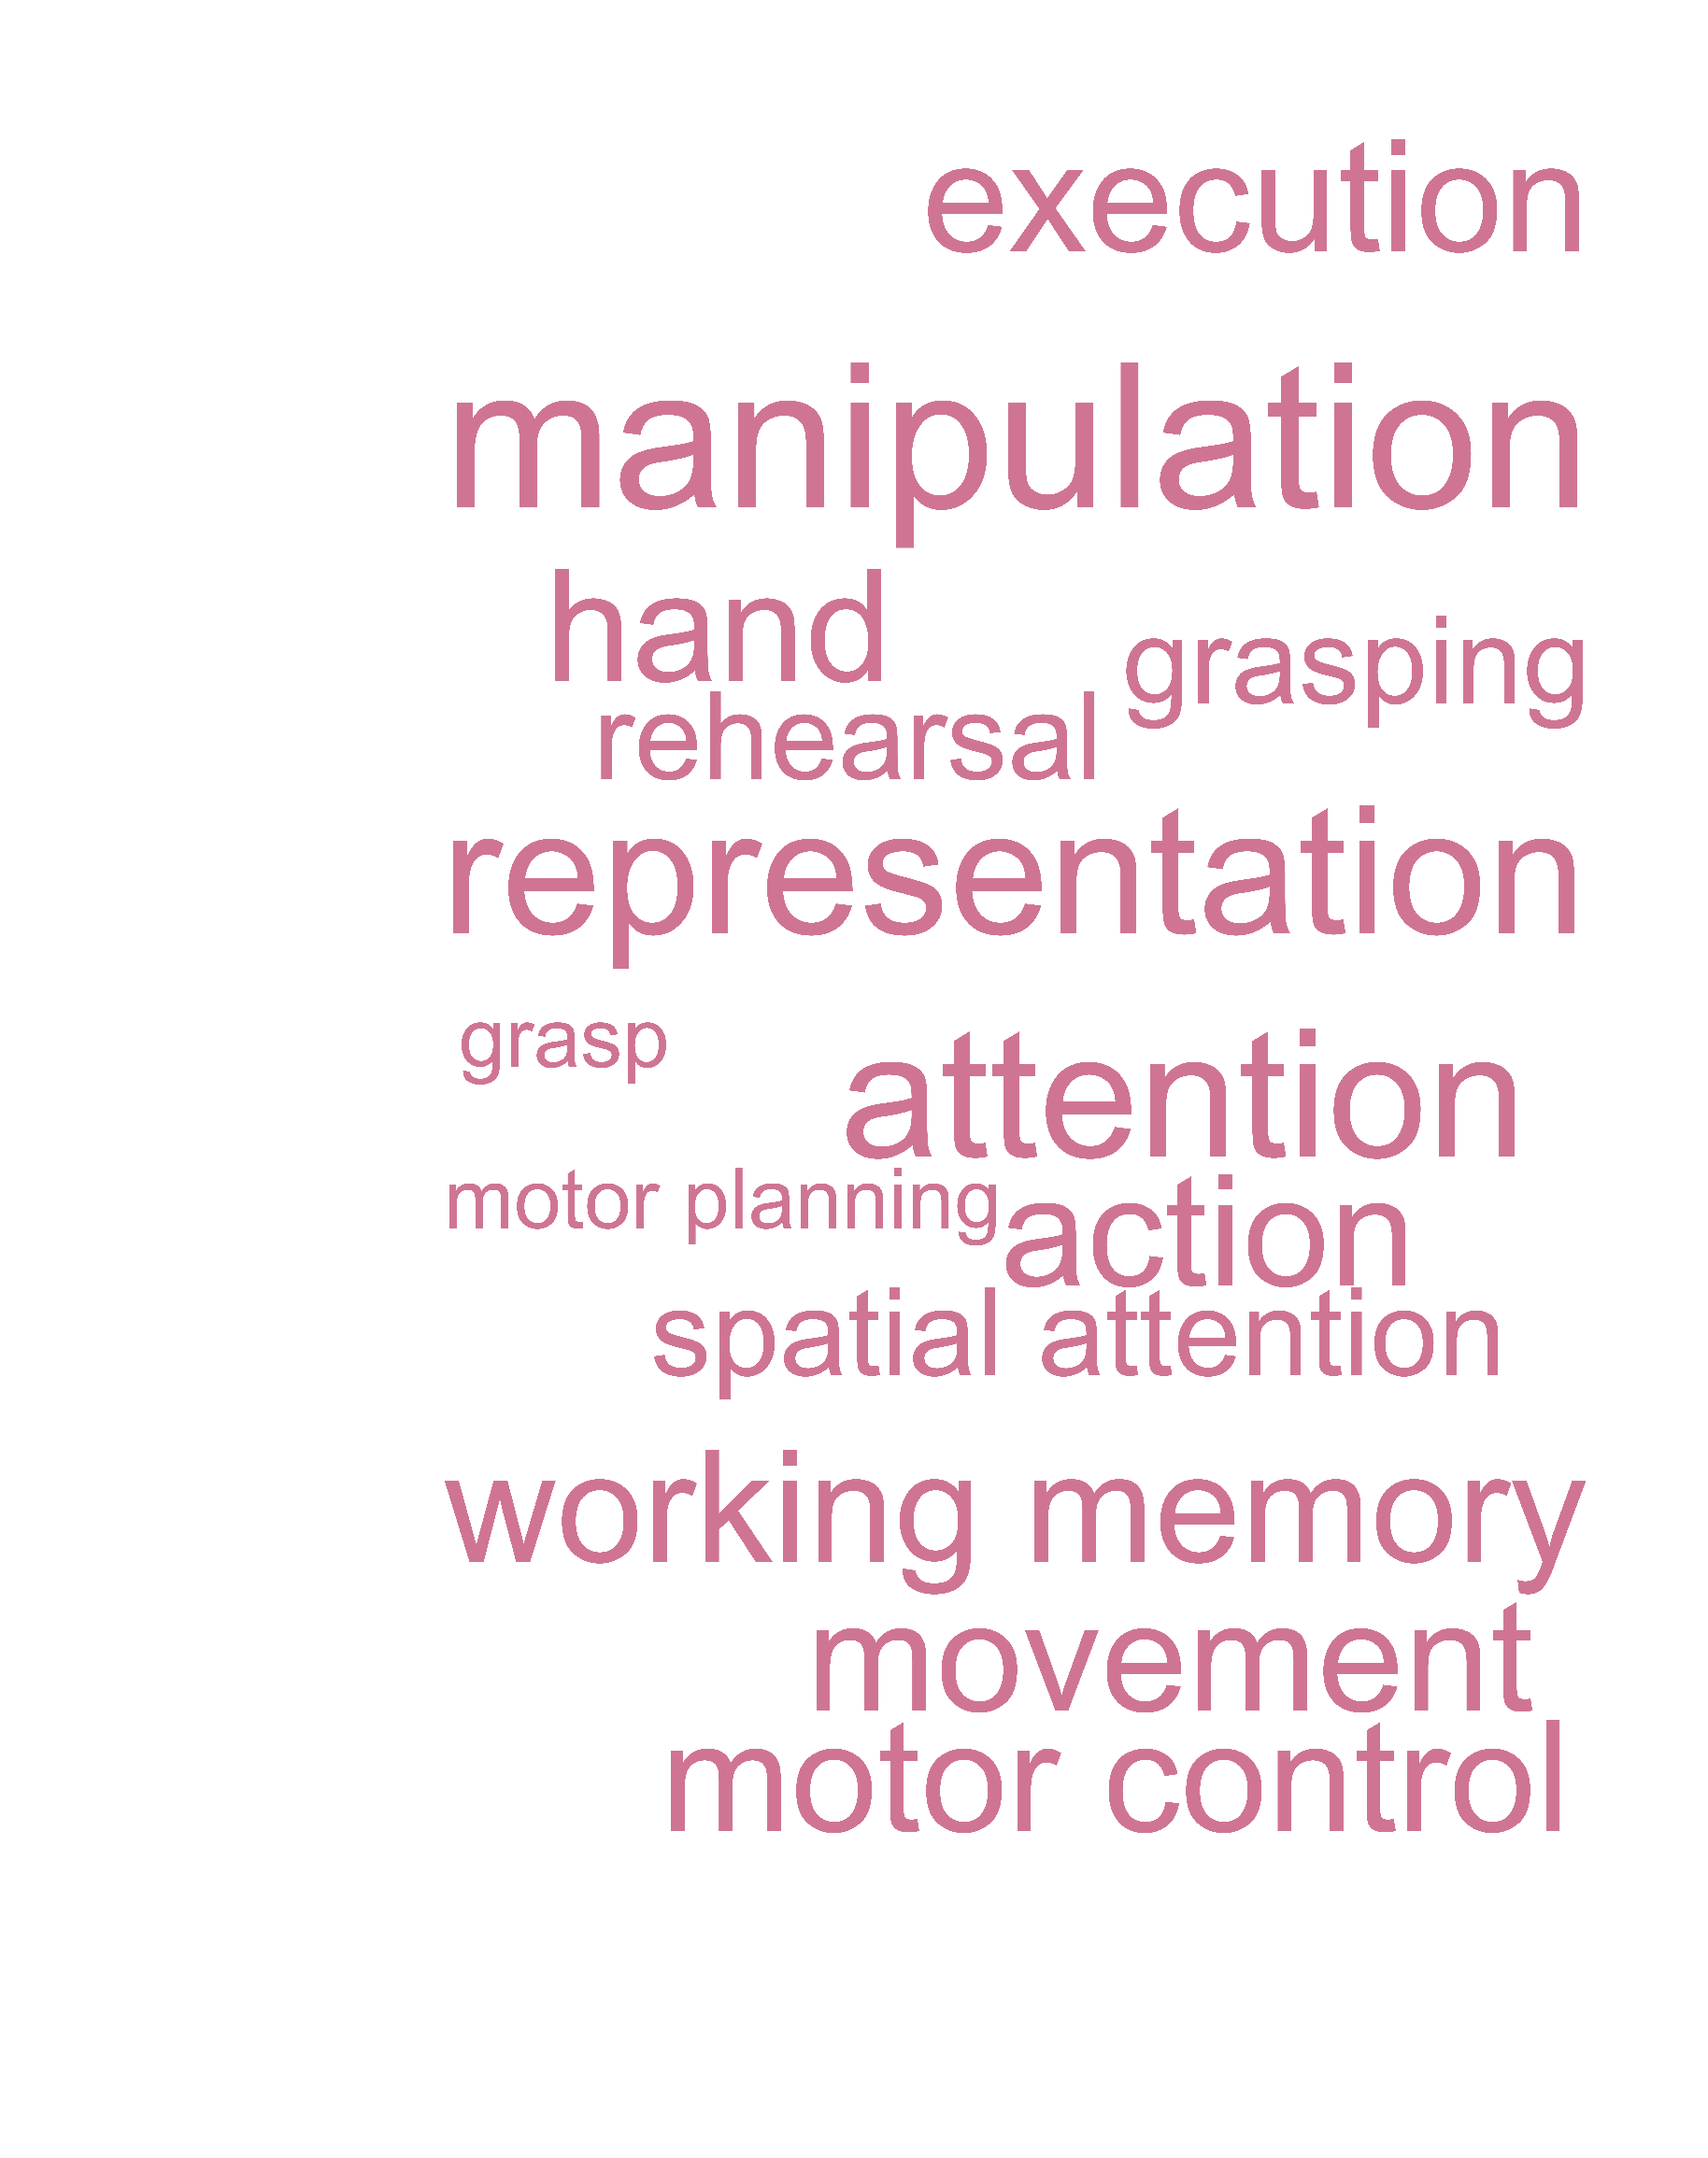 execution
manipulation
hand
grasping
rehearsal
representation
grasp
attention
motor planning
action
spatial attention
working memory
movement
motor control